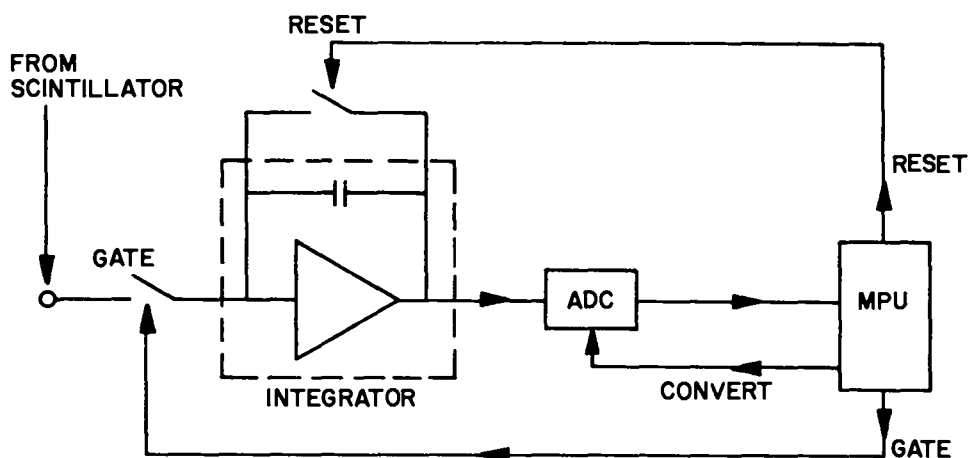 RESET
FROM
SCINTILLATOR
RESET
GATE
ADC
MPU
CONVERT
INTEGRATOR
GATE